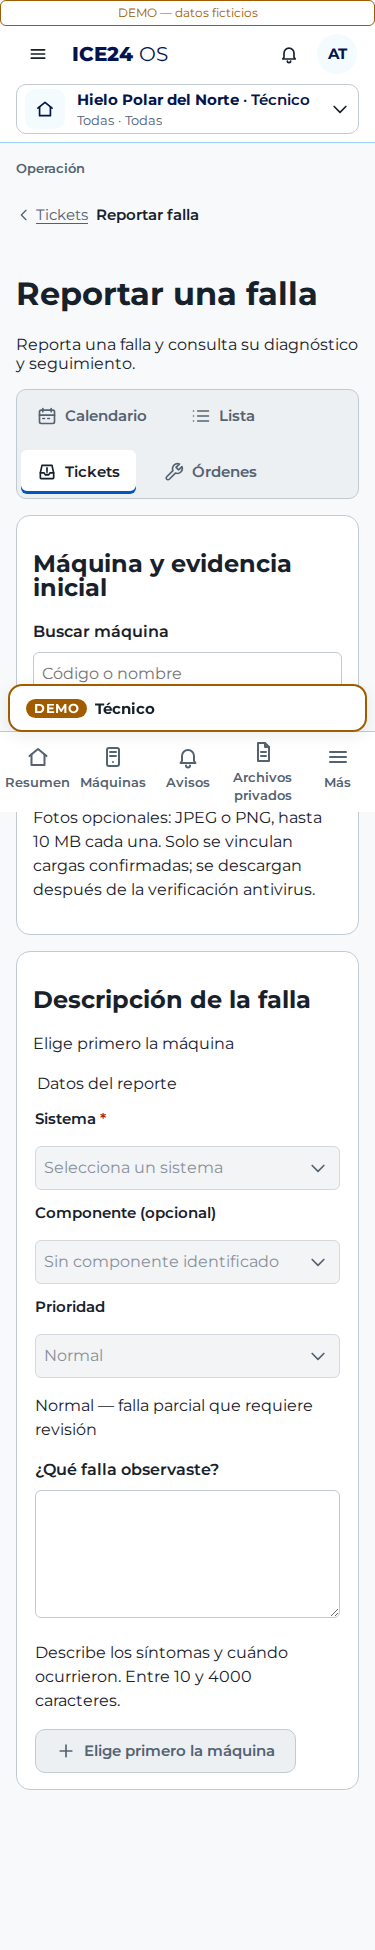 DEMO — datos ficticios
ICE24 OS
AT
Hielo Polar del Norte · Técnico
Todas · Todas
Operación
Tickets Reportar falla
Reportar una falla
Reporta una falla y consulta su diagnóstico
y seguimiento.
Calendario
Lista
Tickets
Órdenes
Máquina y evidencia
inicial
Buscar máquina
Código o nombre
DEMO Técnico
Resumen
Máquinas
Avisos
Archivos
privados
Más
Fotos opcionales: JPEG o PNG, hasta
10 MB cada una. Solo se vinculan
cargas confirmadas; se descargan
después de la verificación antivirus.
Descripción de la falla
Elige primero la máquina
Datos del reporte
Sistema *
Selecciona un sistema
Componente (opcional)
Sin componente identificado
Prioridad
Normal
Normal — falla parcial que requiere
revisión
¿Qué falla observaste?
Describe los síntomas y cuándo
ocurrieron. Entre 10 y 4000
caracteres.
Elige primero la máquina